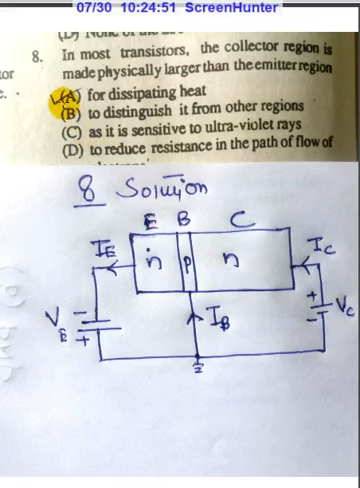 07/30 10:24:51 ScreenHunter
8. In most transistors, the collector region is
made physically larger than the emitter region
(A) for dissipating heat
(B) to distinguish it from other regions
(C) as it is sensitive to ultra-violet rays
(D) to reduce resistance in the path of flow of
8 Solution
E B C
IE n p n IC
VE - + IB + - VC